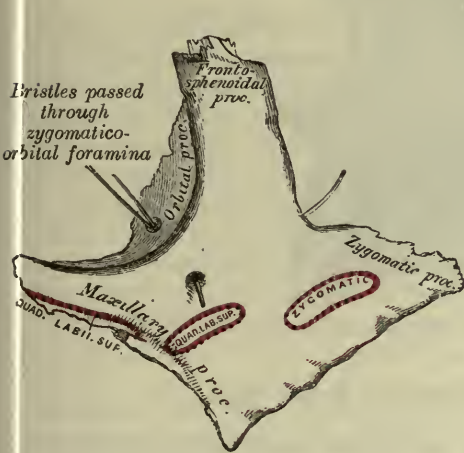 Fronto-
sphenoidal
proc.
Bristles passed
through
zygomatico-
orbital foramina
Orbital proc.
Zygomatic proc.
Maxillary
proc.
ZYGOMATIC
QUAD. LAB. SUP.
QUAD.
LABII. SUP.